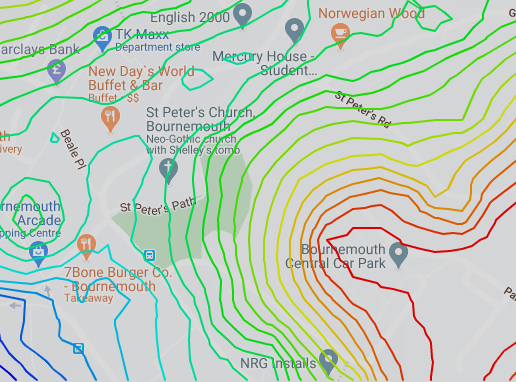 English 2000
Norwegian Wood
TK Maxx
Department store
arclays Bank
Mercury House -
Student...
New Day`s World
Buffet & Bar
Buffet · $$
St Peter's Rd
St Peter's Church,
Bournemouth
Neo-Gothic church
with Shelley's tomb
th
ivery
Beale Pl
St Peter's Path
rnemouth
Arcade
pping Centre
Bournemouth
Central Car Park
7Bone Burger Co.
- Bournemouth
Takeaway
Pa
NRG Installs
G